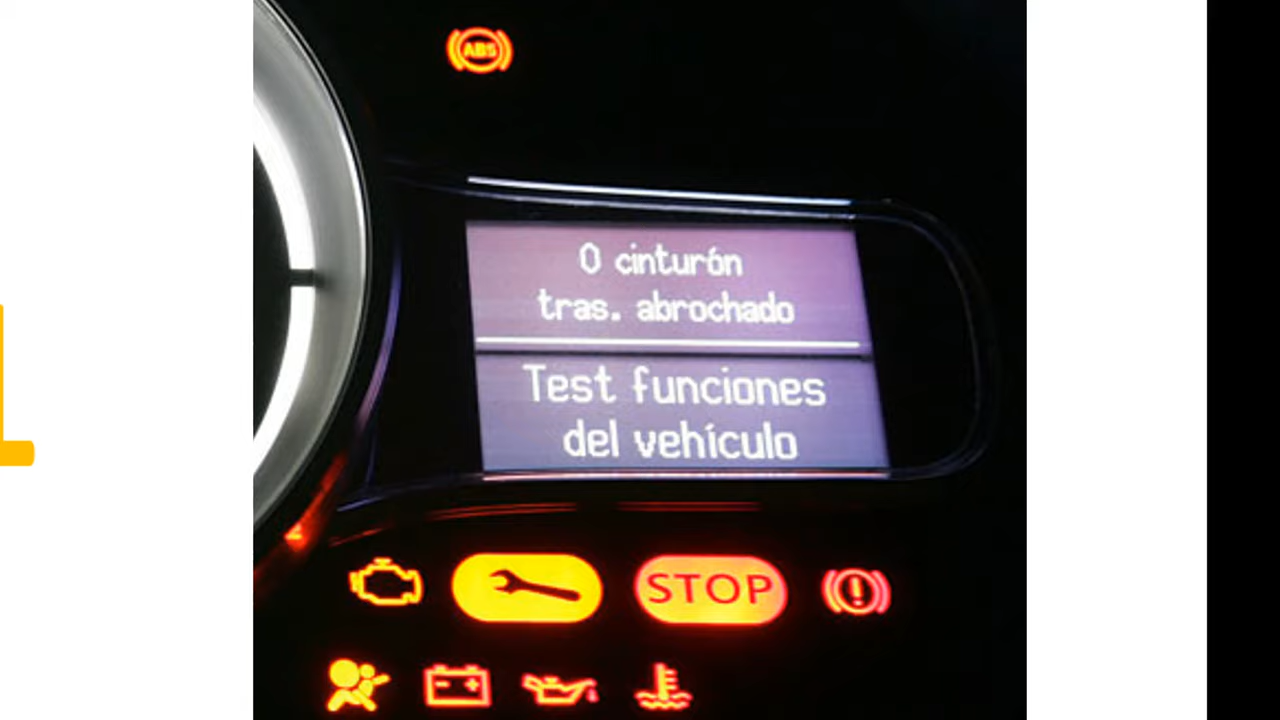 ABS
0 cinturón
tras. abrochado
Test funciones
del vehículo
STOP